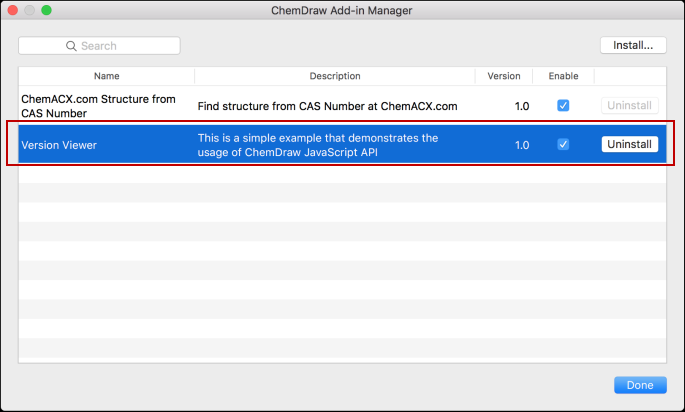 ChemDraw Add-in Manager
Search
Install...
Name Description Version Enable
ChemACX.com Structure from
CAS Number
Find structure from CAS Number at ChemACX.com
1.0
Uninstall
Version Viewer
This is a simple example that demonstrates the
usage of ChemDraw JavaScript API
1.0
Uninstall
Done